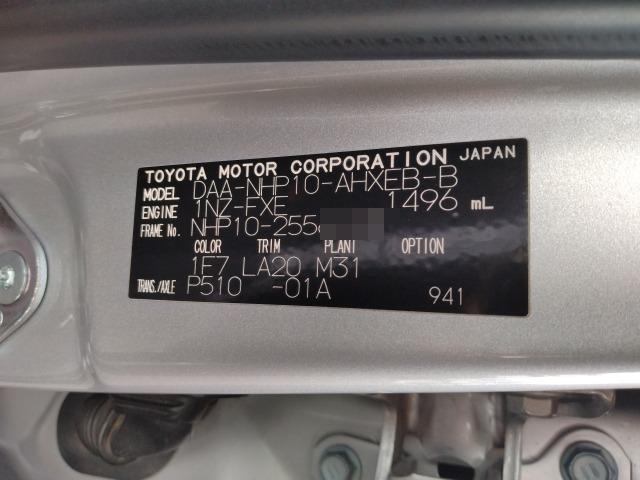 TOYOTA MOTOR CORPORATION JAPAN
MODEL DAA-NHP10-AHXEB-B
ENGINE 1NZ-FXE 1496 mL
FRAME No. NHP10-255
COLOR TRIM PLANT OPTION
1F7 LA20 M31
TRANS./AXLE P510 -01A 941